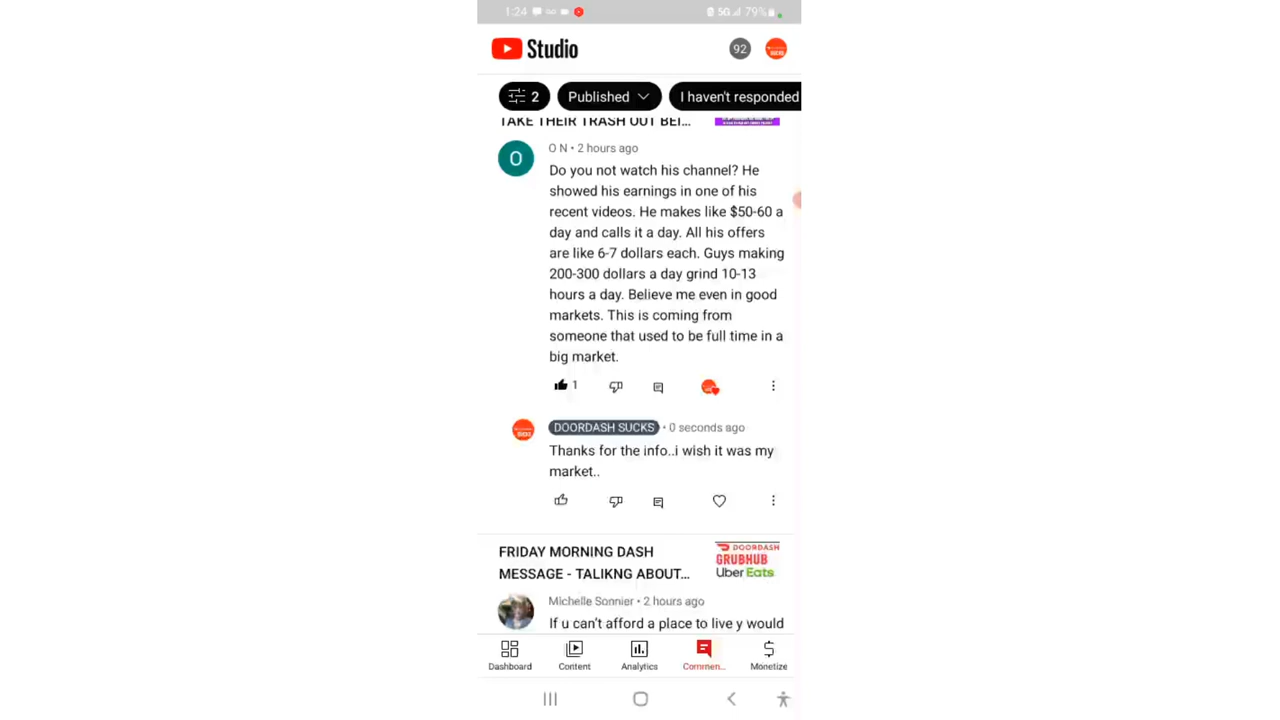 1:24
5G 79%
Studio
92
2
Published
I haven't responded
TAKE THEIR TRASH OUT BEI...
O
O N • 2 hours ago
Do you not watch his channel? He
showed his earnings in one of his
recent videos. He makes like $50-60 a
day and calls it a day. All his offers
are like 6-7 dollars each. Guys making
200-300 dollars a day grind 10-13
hours a day. Believe me even in good
markets. This is coming from
someone that used to be full time in a
big market.
1
DOORDASH SUCKS • 0 seconds ago
Thanks for the info..i wish it was my
market..
FRIDAY MORNING DASH
MESSAGE - TALIKNG ABOUT...
DOORDASH
GRUBHUB
Uber Eats
Michelle Sonnier • 2 hours ago
If u can't afford a place to live y would
Dashboard
Content
Analytics
Commen...
Monetize